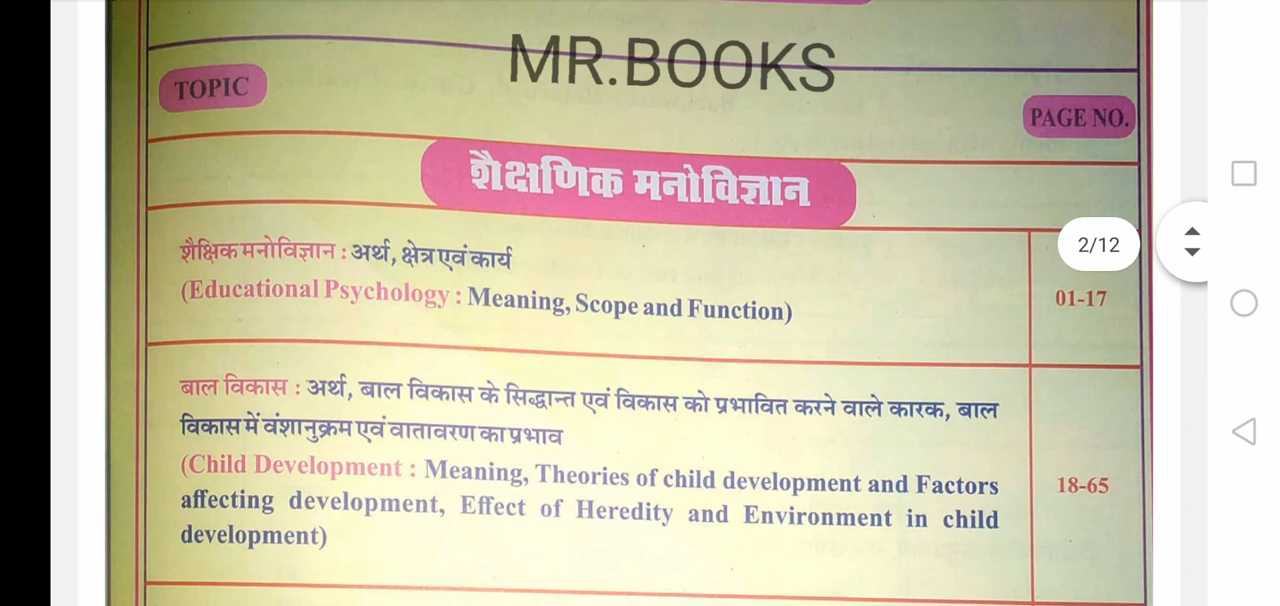 MR.BOOKS
TOPIC
PAGE NO.
शैक्षणिक मनोविज्ञान
शैक्षिक मनोविज्ञान : अर्थ, क्षेत्र एवं कार्य
(Educational Psychology : Meaning, Scope and Function)
01-17
2/12
बाल विकास : अर्थ, बाल विकास के सिद्धान्त एवं विकास को प्रभावित करने वाले कारक, बाल
विकास में वंशानुक्रम एवं वातावरण का प्रभाव
(Child Development : Meaning, Theories of child development and Factors
affecting development, Effect of Heredity and Environment in child
development)
18-65